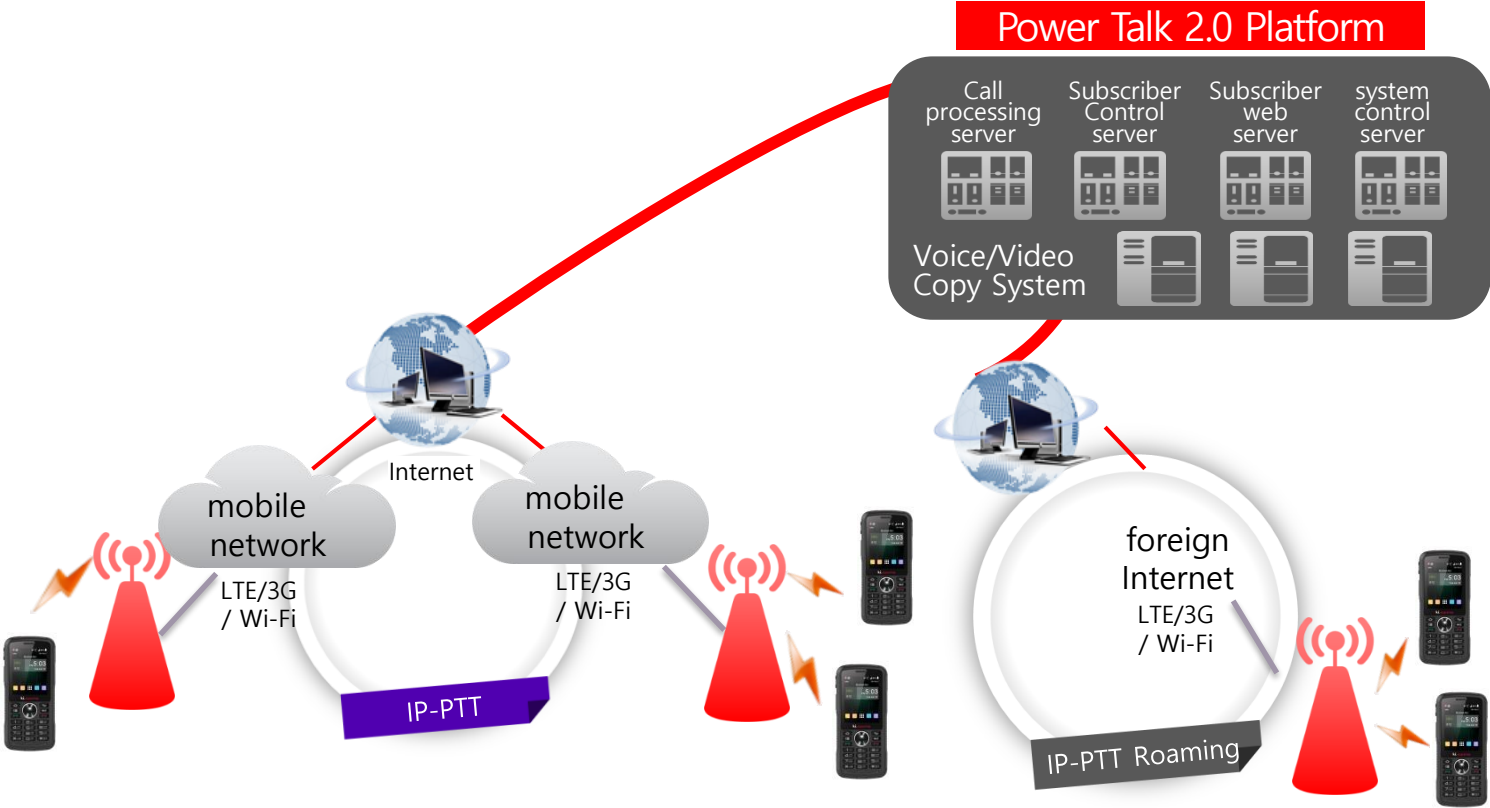 Power Talk 2.0 Platform
Call
processing
server
Subscriber
Control
server
Subscriber
web
server
system
control
server
Voice/Video
Copy System
Internet
mobile
network
LTE/3G
/ Wi-Fi
mobile
network
LTE/3G
/ Wi-Fi
IP-PTT
foreign
Internet
LTE/3G
/ Wi-Fi
IP-PTT Roaming